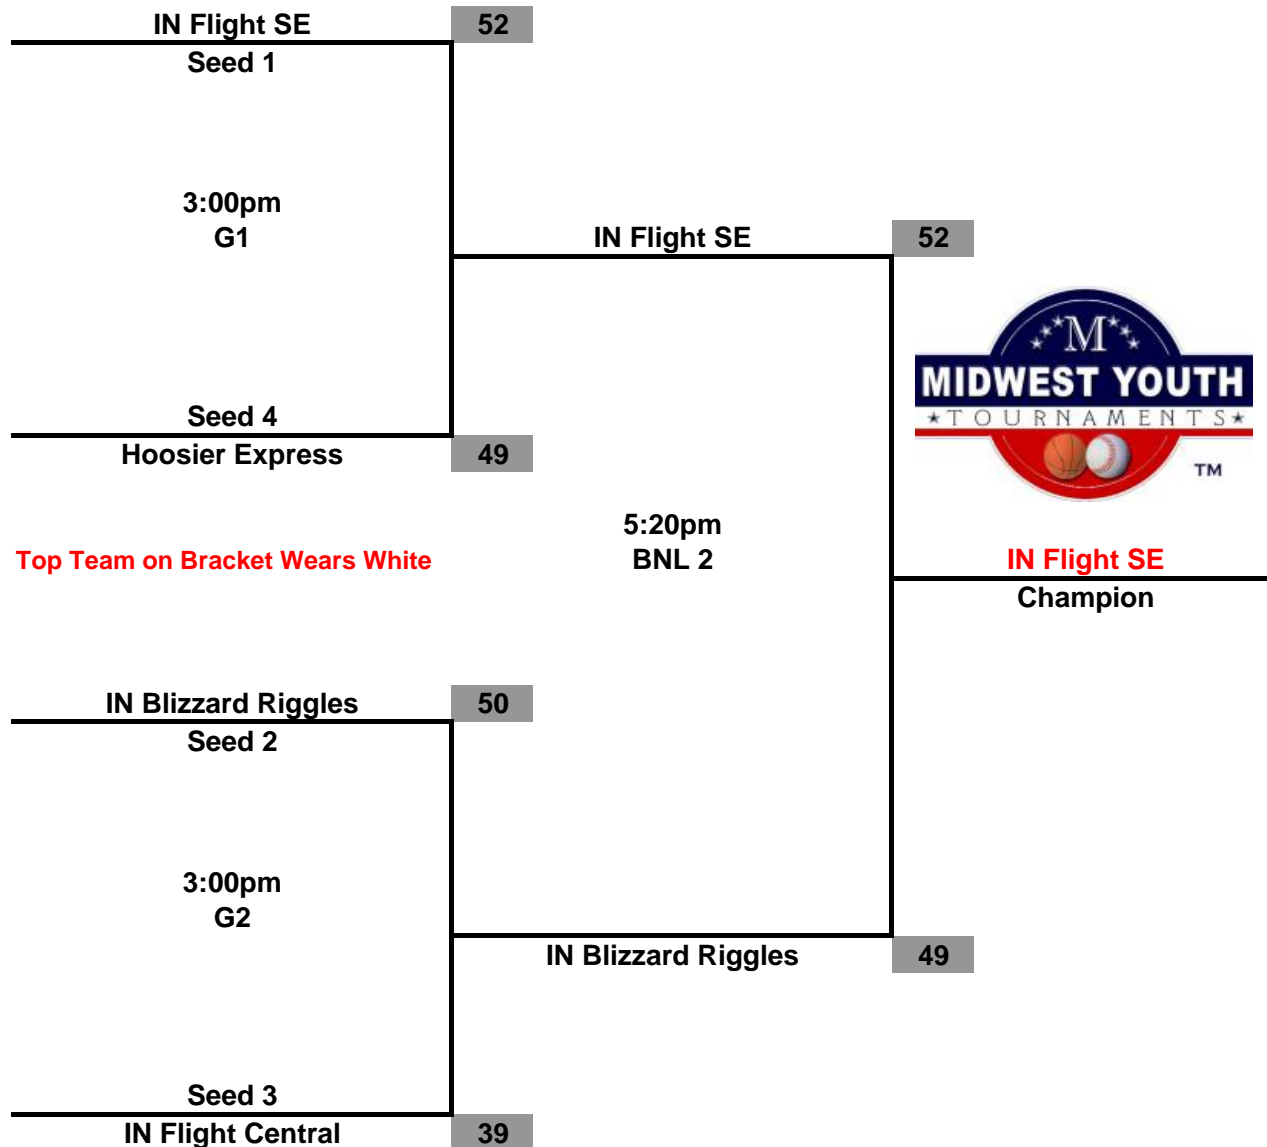 IN Flight SE 52
Seed 1
3:00pm
G1
IN Flight SE 52
M
MIDWEST YOUTH
TOURNAMENTS
TM
Seed 4
Hoosier Express 49
5:20pm
BNL 2
Top Team on Bracket Wears White
IN Flight SE
Champion
IN Blizzard Riggles 50
Seed 2
3:00pm
G2
IN Blizzard Riggles 49
Seed 3
IN Flight Central 39